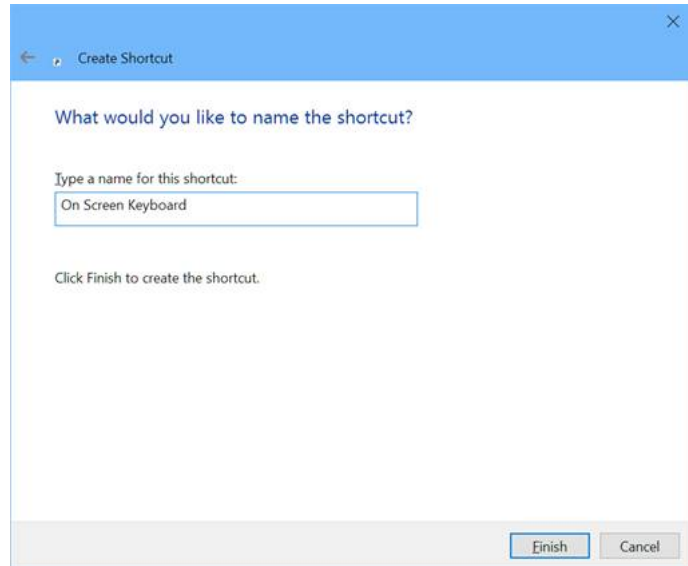 Create Shortcut
What would you like to name the shortcut?
Type a name for this shortcut:
On Screen Keyboard
Click Finish to create the shortcut.
Finish Cancel